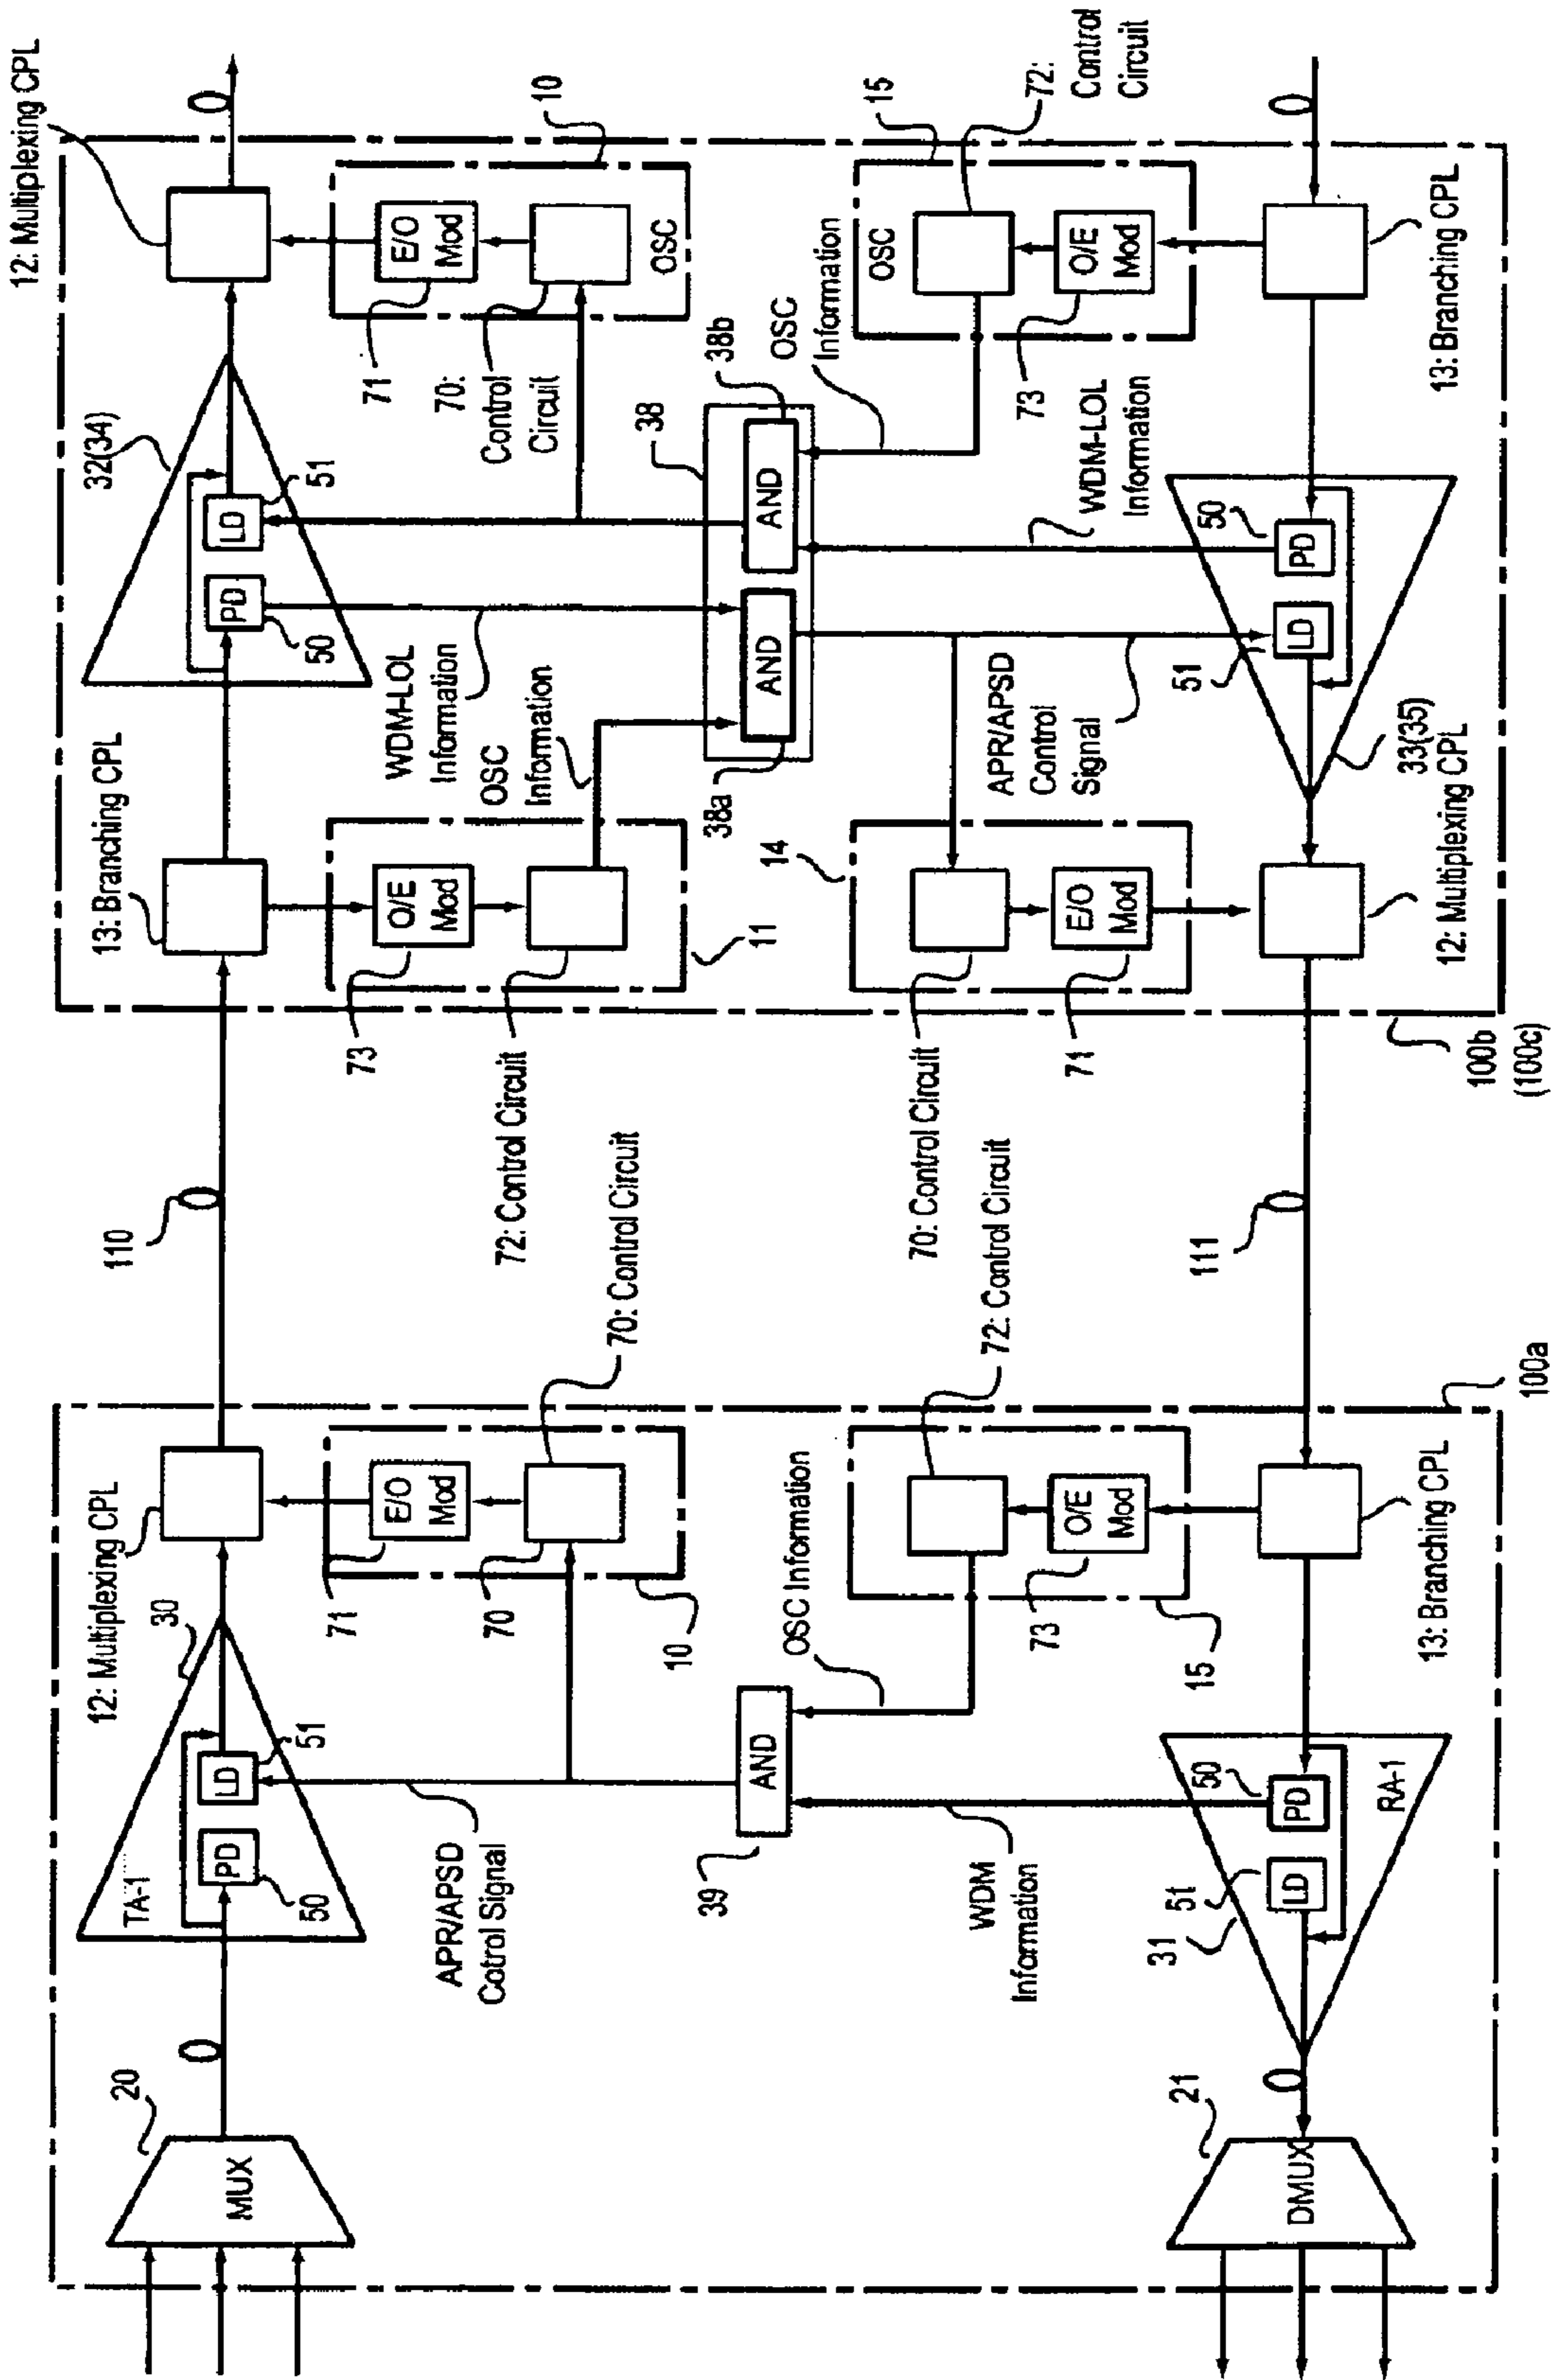 MUX
20
TA-1
PD
50
LD
51
30
12: Multiplexing CPL
APR/APSD
Cotrol Signal
E/O
Mod
71
70
10
70: Control Circuit
110
AND
39
OSC Information
WDM
Information
72: Control Circuit
O/E
Mod
73
15
DMUX
21
31
LD
51
PD
50
RA-1
13: Branching CPL
100a
111
13: Branching CPL
O/E
Mod
73
72: Control Circuit
11
WDM-LOL
Information
OSC
Information
PD
50
LD
51
32(34)
12: Multiplexing CPL
E/O
Mod
71
70:
Control
Circuit
OSC
10
38
38a
AND
AND
38b
OSC
Information
WDM-LOL
Information
APR/APSD
Control
Signal
14
70: Control Circuit
E/O
Mod
71
12: Multiplexing CPL
33(35)
LD
51
PD
50
OSC
O/E
Mod
73
15
72:
Control
Circuit
13: Branching CPL
100b
(100c)